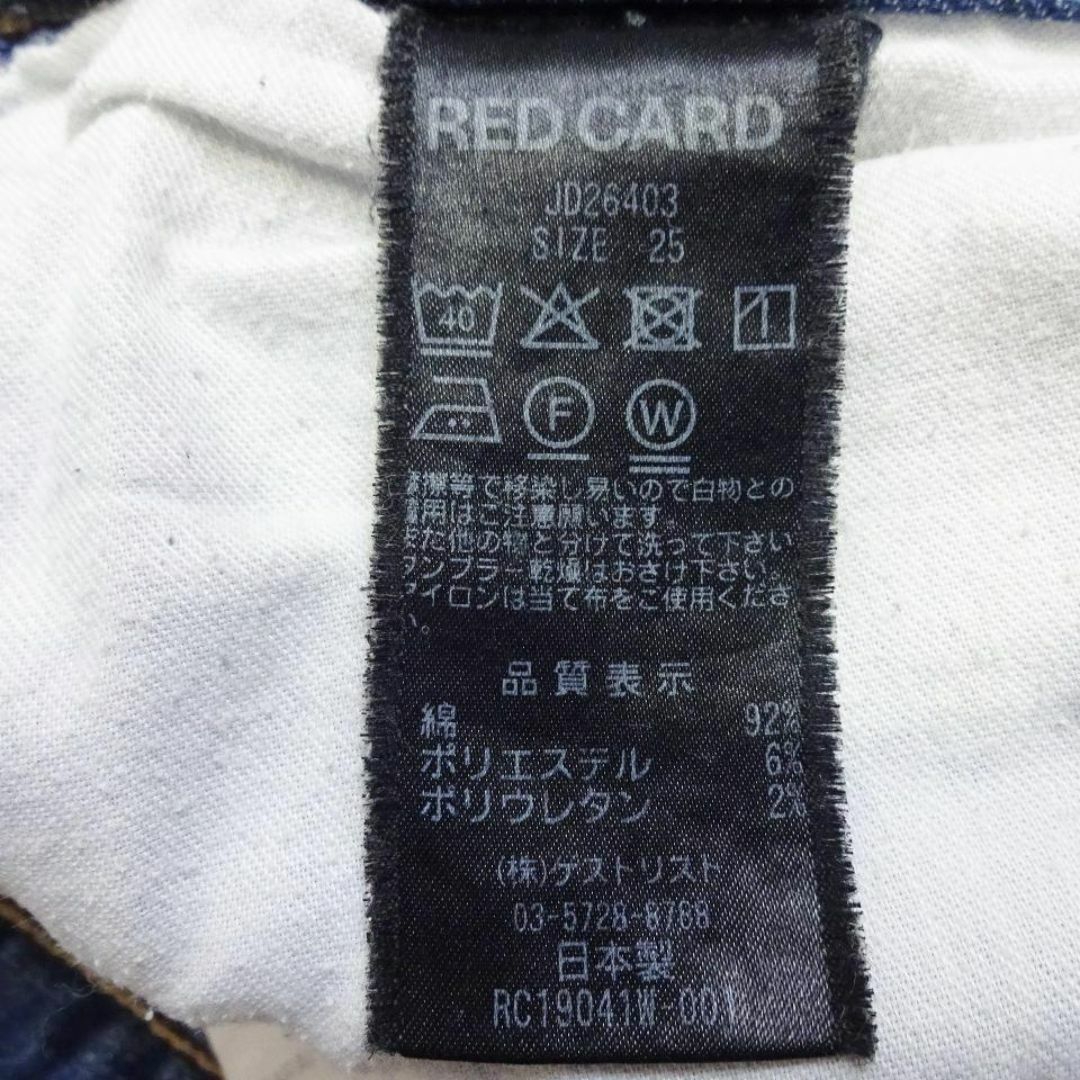 RED CARD
JD26403
SIZE 25
40
F
W
摩擦等で移染し易いので白物との
着用はご注意願います。
また他の物と分けて洗って下さい
タンブラー乾燥はおさけ下さい。
アイロンは当て布をご使用くださ
い。
品質表示
綿 92%
ポリエステル 6%
ポリウレタン 2%
(株)ゲストリスト
03-5728-8788
日本製
RC19041W-001